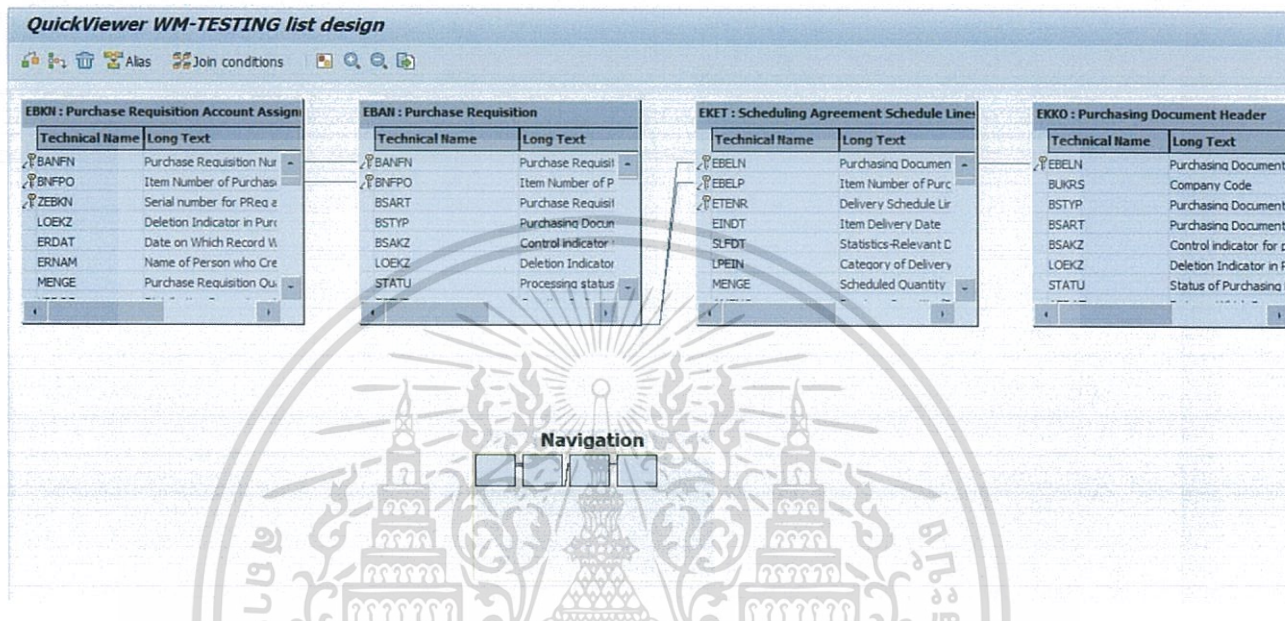 QuickViewer WM-TESTING list design
Alias Join conditions
EBKN : Purchase Requisition Account Assign
Technical Name Long Text
BANFN Purchase Requisition Nur
BNFPO Item Number of Purchas
ZEBKN Serial number for PReq a
LOEKZ Deletion Indicator in Purc
ERDAT Date on Which Record W
ERNAM Name of Person who Cre
MENGE Purchase Requisition Qu
EBAN : Purchase Requisition
Technical Name Long Text
BANFN Purchase Requisit
BNFPO Item Number of P
BSART Purchase Requisit
BSTYP Purchasing Docun
BSAKZ Control indicator
LOEKZ Deletion Indicator
STATU Processing status
EKET : Scheduling Agreement Schedule Line
Technical Name Long Text
EBELN Purchasing Documen
EBELP Item Number of Purc
ETENR Delivery Schedule Lir
EINDT Item Delivery Date
SLFDT Statistics-Relevant D
LPEIN Category of Delivery
MENGE Scheduled Quantity
EKKO : Purchasing Document Header
Technical Name Long Text
EBELN Purchasing Document
BUKRS Company Code
BSTYP Purchasing Document
BSART Purchasing Document
BSAKZ Control indicator for
LOEKZ Deletion Indicator in
STATU Status of Purchasing
Navigation